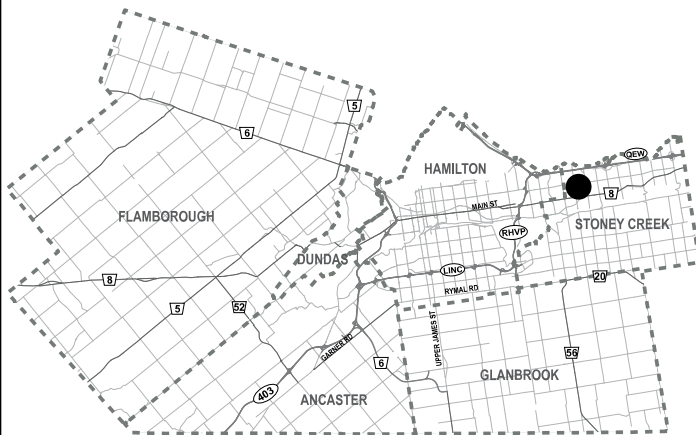 5
6
HAMILTON
QEW
8
MAIN ST
FLAMBOROUGH
STONEY CREEK
RHVP
DUNDAS
LINC
20
8
RYMAL RD
5
52
UPPER JAMES ST
GARNER RD
56
6
GLANBROOK
403
ANCASTER